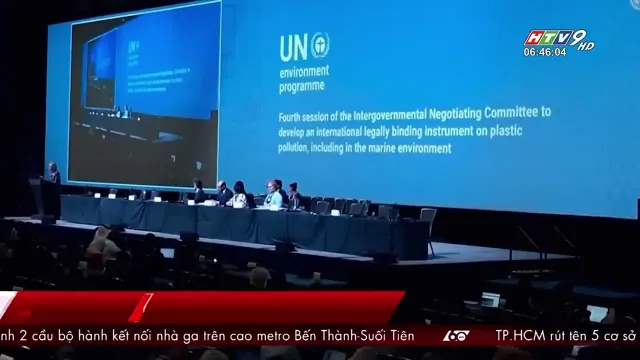 HTV9 HD
06:46:04
UN
environment
programme
Fourth session of the Intergovernmental Negotiating Committee to
develop an international legally binding instrument on plastic
pollution, including in the marine environment
7
nh 2 cầu bộ hành kết nối nhà ga trên cao metro Bến Thành-Suối Tiên
TP.HCM rút tên 5 cơ sở